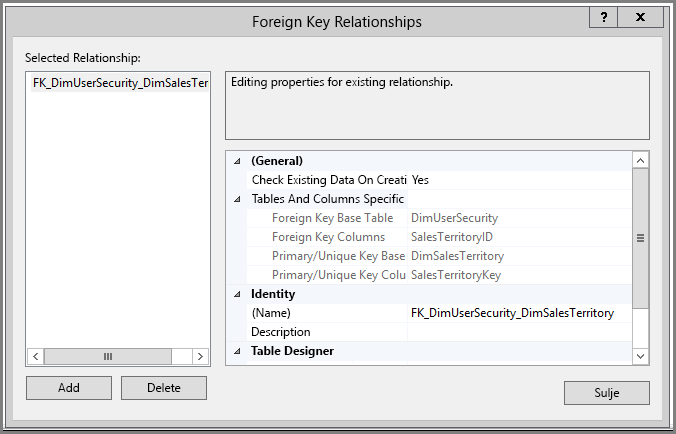 Foreign Key Relationships
? X
Selected Relationship:
FK_DimUserSecurity_DimSalesTer
Editing properties for existing relationship.
(General)
Check Existing Data On Creati Yes
Tables And Columns Specific
Foreign Key Base Table DimUserSecurity
Foreign Key Columns SalesTerritoryID
Primary/Unique Key Base DimSalesTerritory
Primary/Unique Key Colu SalesTerritoryKey
Identity
(Name) FK_DimUserSecurity_DimSalesTerritory
Description
Table Designer
Add Delete
Sulje